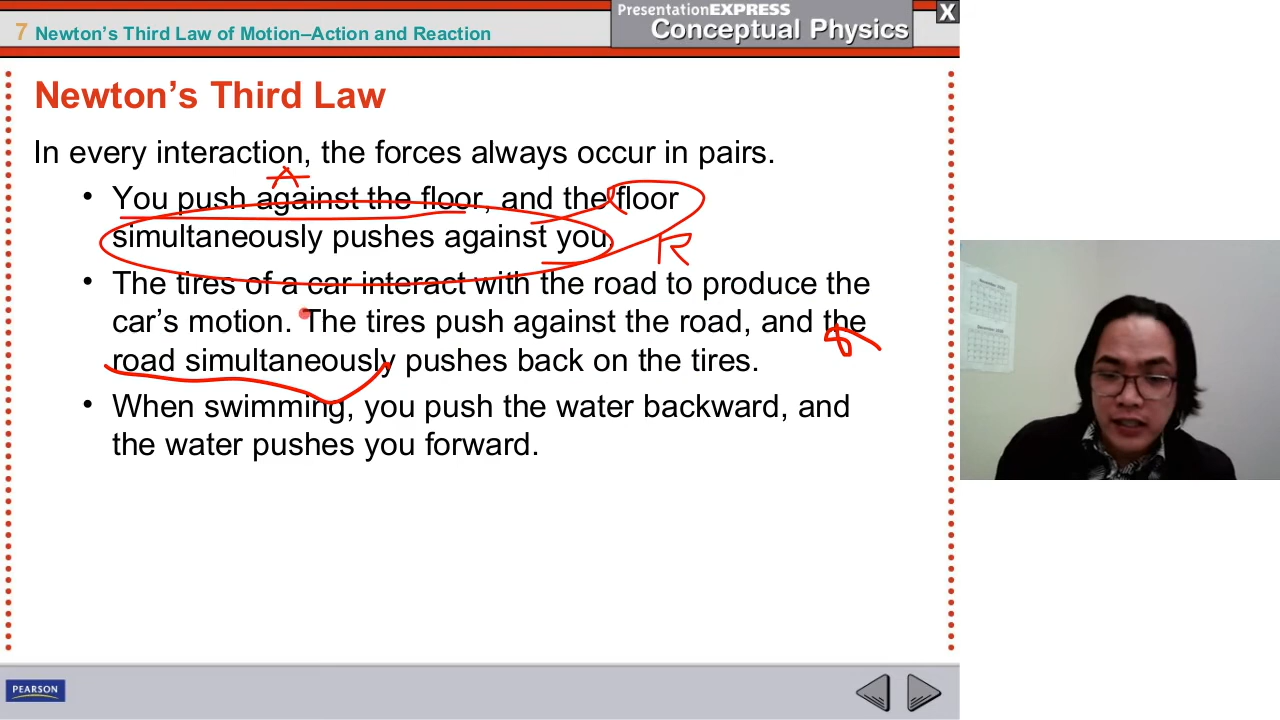 PresentationEXPRESS
Conceptual Physics
X
7 Newton's Third Law of Motion–Action and Reaction
Newton's Third Law
In every interaction, the forces always occur in pairs.
A
• You push against the floor, and the floor
simultaneously pushes against you.
R
• The tires of a car interact with the road to produce the
car's motion. The tires push against the road, and the
road simultaneously pushes back on the tires.
• When swimming, you push the water backward, and
the water pushes you forward.
PEARSON